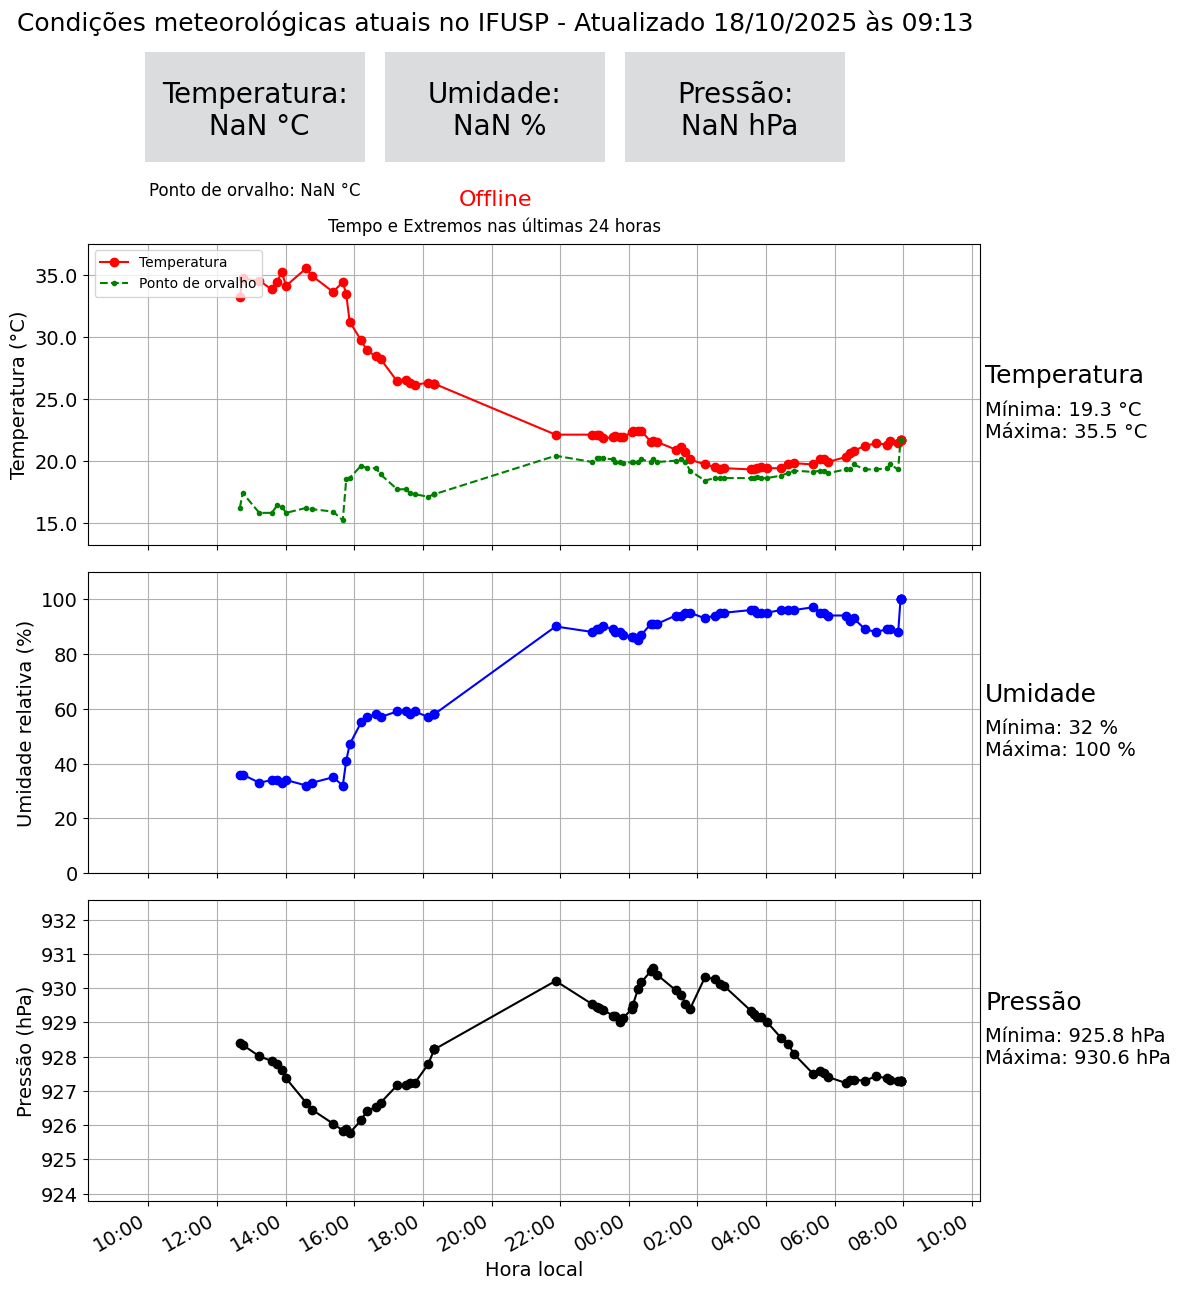 Condições meteorológicas atuais no IFUSP - Atualizado 18/10/2025 às 09:13
Temperatura:
NaN °C
Umidade:
NaN %
Pressão:
NaN hPa
Ponto de orvalho: NaN °C
Offline
Tempo e Extremos nas últimas 24 horas
Temperatura
Ponto de orvalho
Temperatura (°C)
35.0
30.0
25.0
20.0
15.0
Temperatura
Mínima: 19.3 °C
Máxima: 35.5 °C
Umidade relativa (%)
100
80
60
40
20
0
Umidade
Mínima: 32 %
Máxima: 100 %
Pressão (hPa)
932
931
930
929
928
927
926
925
924
Pressão
Mínima: 925.8 hPa
Máxima: 930.6 hPa
10:00
12:00
14:00
16:00
18:00
20:00
22:00
00:00
02:00
04:00
06:00
08:00
10:00
Hora local